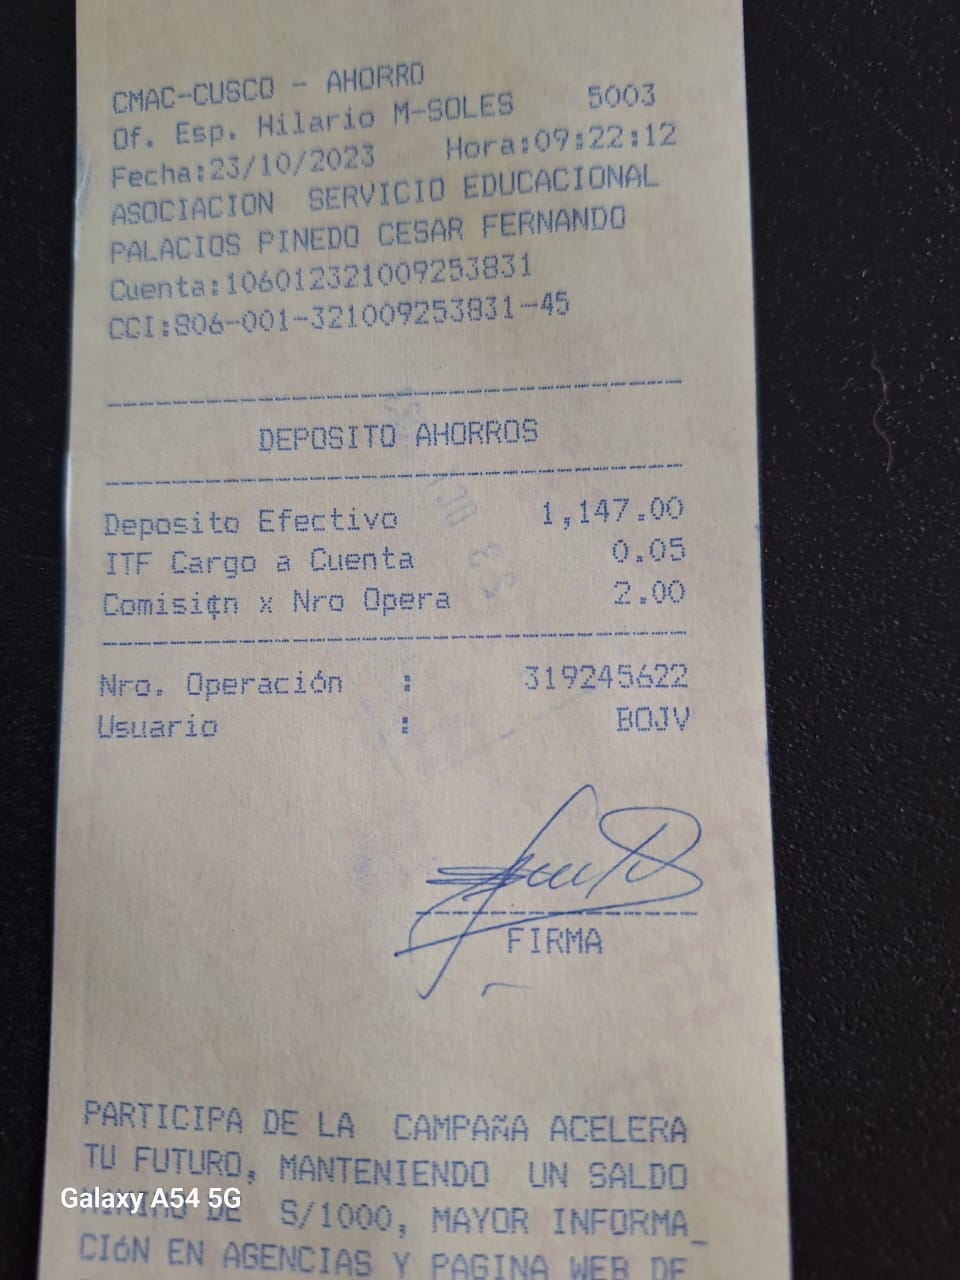 CMAC-CUSCO - AHORRO
Of. Esp. Hilario M-SOLES 5003
Fecha:23/10/2023 Hora:09:22:12
ASOCIACION SERVICIO EDUCACIONAL
PALACIOS PINEDO CESAR FERNANDO
Cuenta:106012321009253831
CCI:806-001-321009253831-45
DEPOSITO AHORROS
Deposito Efectivo 1,147.00
ITF Cargo a Cuenta 0.05
Comisi¢n x Nro Opera 2.00
Nro. Operación : 319245622
Usuario : BOJV
FIRMA
PARTICIPA DE LA CAMPAÑA ACELERA
TU FUTURO, MANTENIENDO UN SALDO
MINIMO DE S/1000, MAYOR INFORMA_
CIóN EN AGENCIAS Y PAGINA WEB DE
Galaxy A54 5G